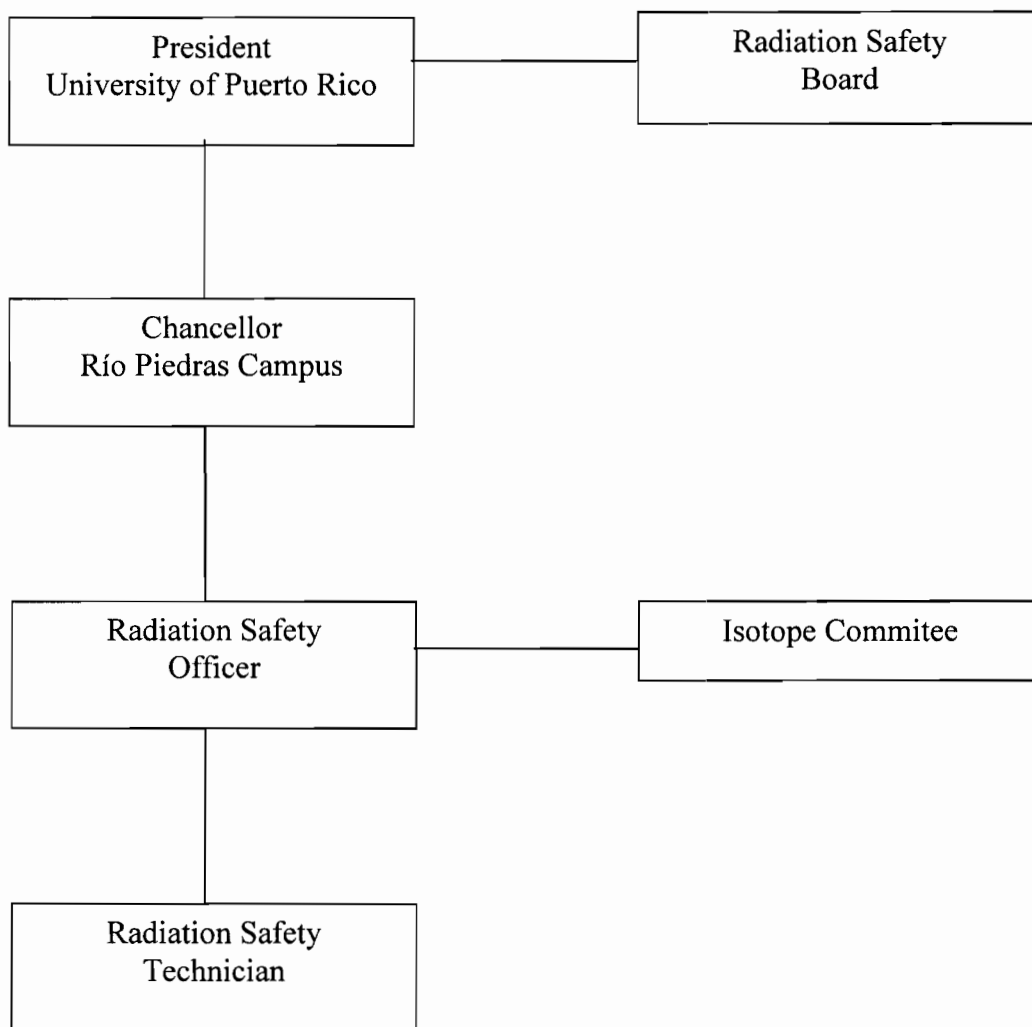 President
University of Puerto Rico
Radiation Safety
Board
Chancellor
Río Piedras Campus
Radiation Safety
Officer
Isotope Commitee
Radiation Safety
Technician